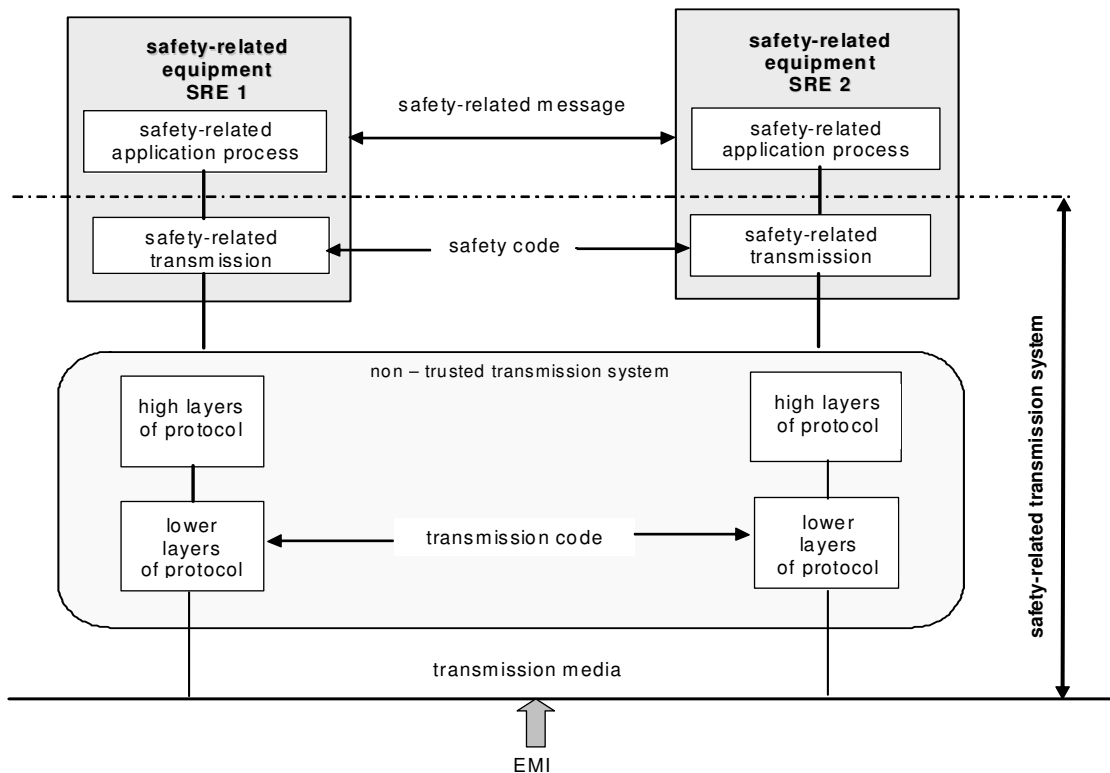 safety-related
equipment
SRE 1
safety-related
equipment
SRE 2
safety-related message
safety-related
application process
safety-related
application process
safety-related
transmission
safety code
safety-related
transmission
non – trusted transmission system
high layers
of protocol
high layers
of protocol
lower
layers
of protocol
transmission code
lower
layers
of protocol
safety-related transmission system
transmission media
EMI